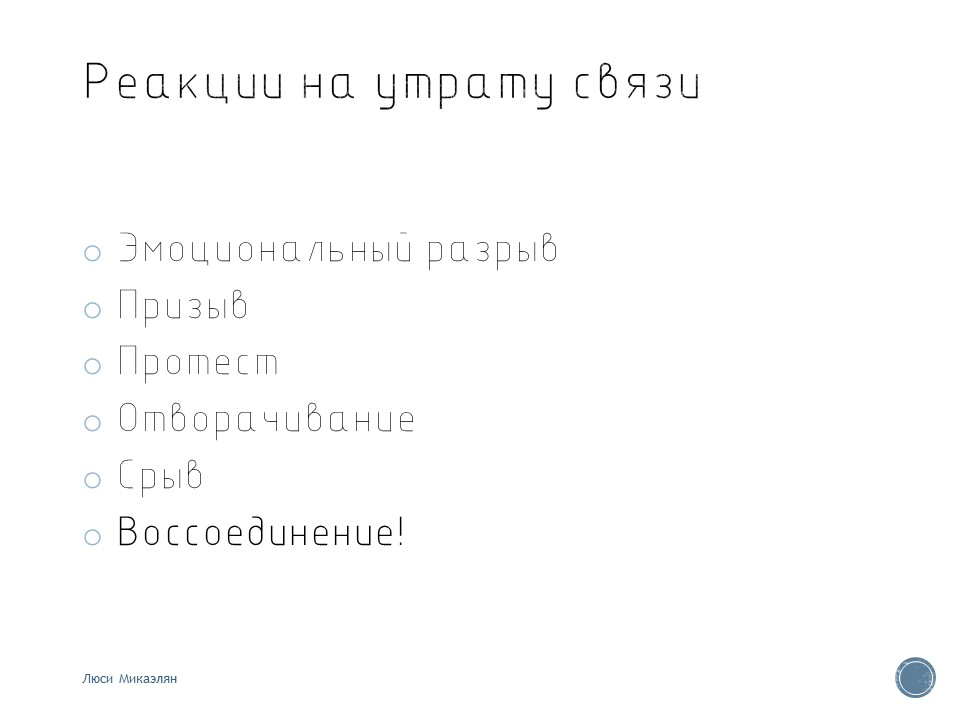 Реакции на утрату связи
Эмоциональный разрыв
Призыв
Протест
Отворачивание
Срыв
Воссоединение!
Люси Микаэлян